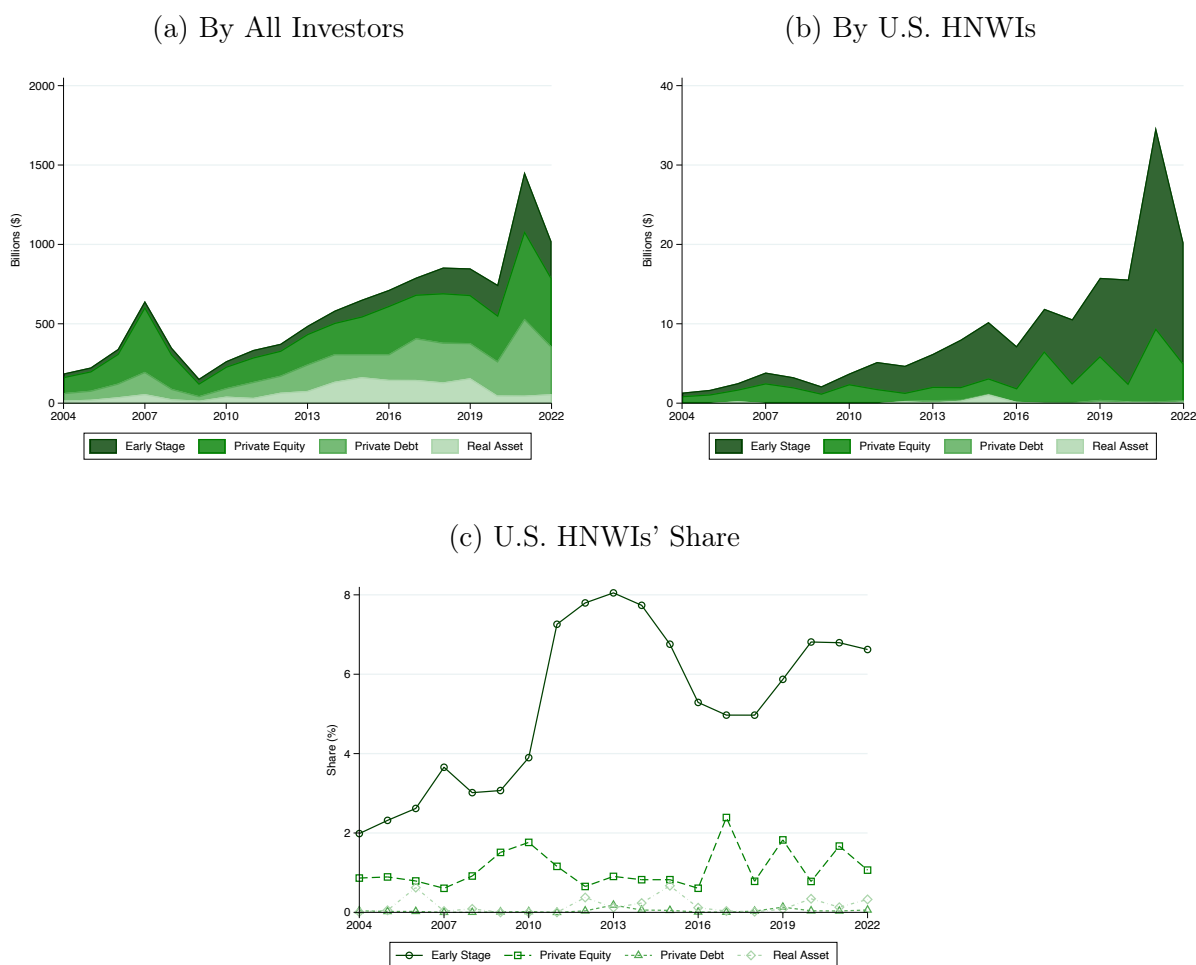 (a) By All Investors
(b) By U.S. HNWIs
2000
1500
1000
500
0
Billions ($)
2004 2007 2010 2013 2016 2019 2022
Early Stage Private Equity Private Debt Real Asset
40
30
20
10
0
Billions ($)
2004 2007 2010 2013 2016 2019 2022
Early Stage Private Equity Private Debt Real Asset
(c) U.S. HNWIs' Share
8
6
4
2
0
Share (%)
2004 2007 2010 2013 2016 2019 2022
Early Stage Private Equity Private Debt Real Asset